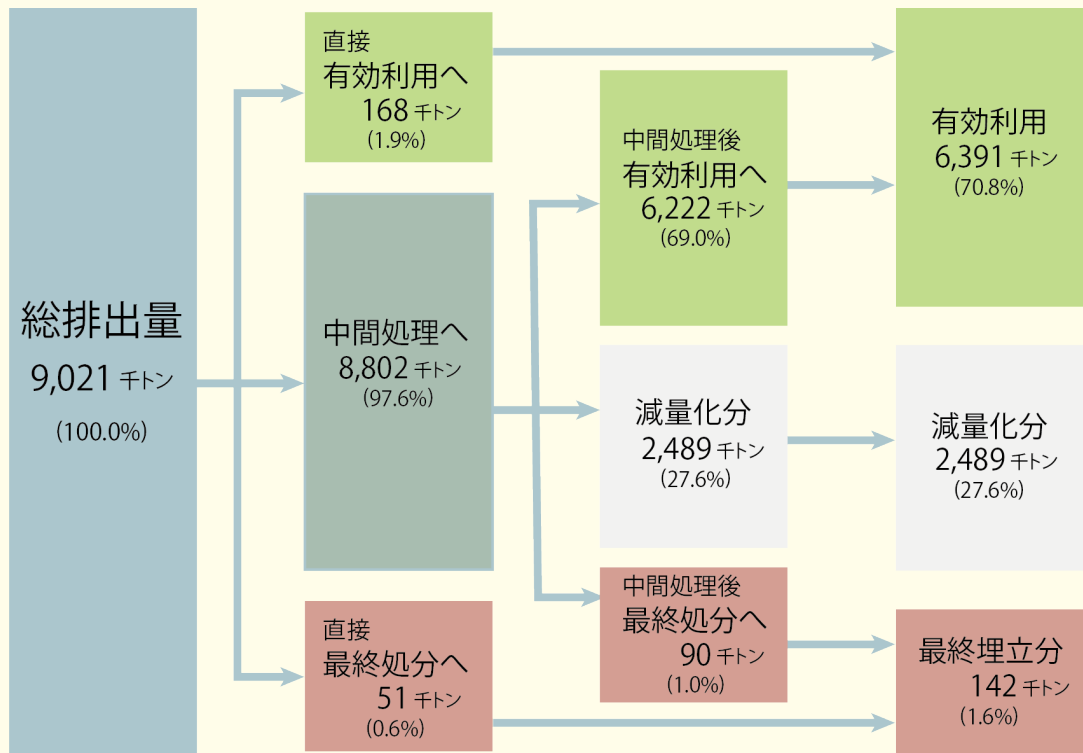 総排出量
9,021 千トン
(100.0%)
直接
有効利用へ
168 千トン
(1.9%)
中間処理へ
8,802 千トン
(97.6%)
直接
最終処分へ
51 千トン
(0.6%)
中間処理後
有効利用へ
6,222 千トン
(69.0%)
減量化分
2,489 千トン
(27.6%)
中間処理後
最終処分へ
90 千トン
(1.0%)
有効利用
6,391 千トン
(70.8%)
減量化分
2,489 千トン
(27.6%)
最終埋立分
142 千トン
(1.6%)